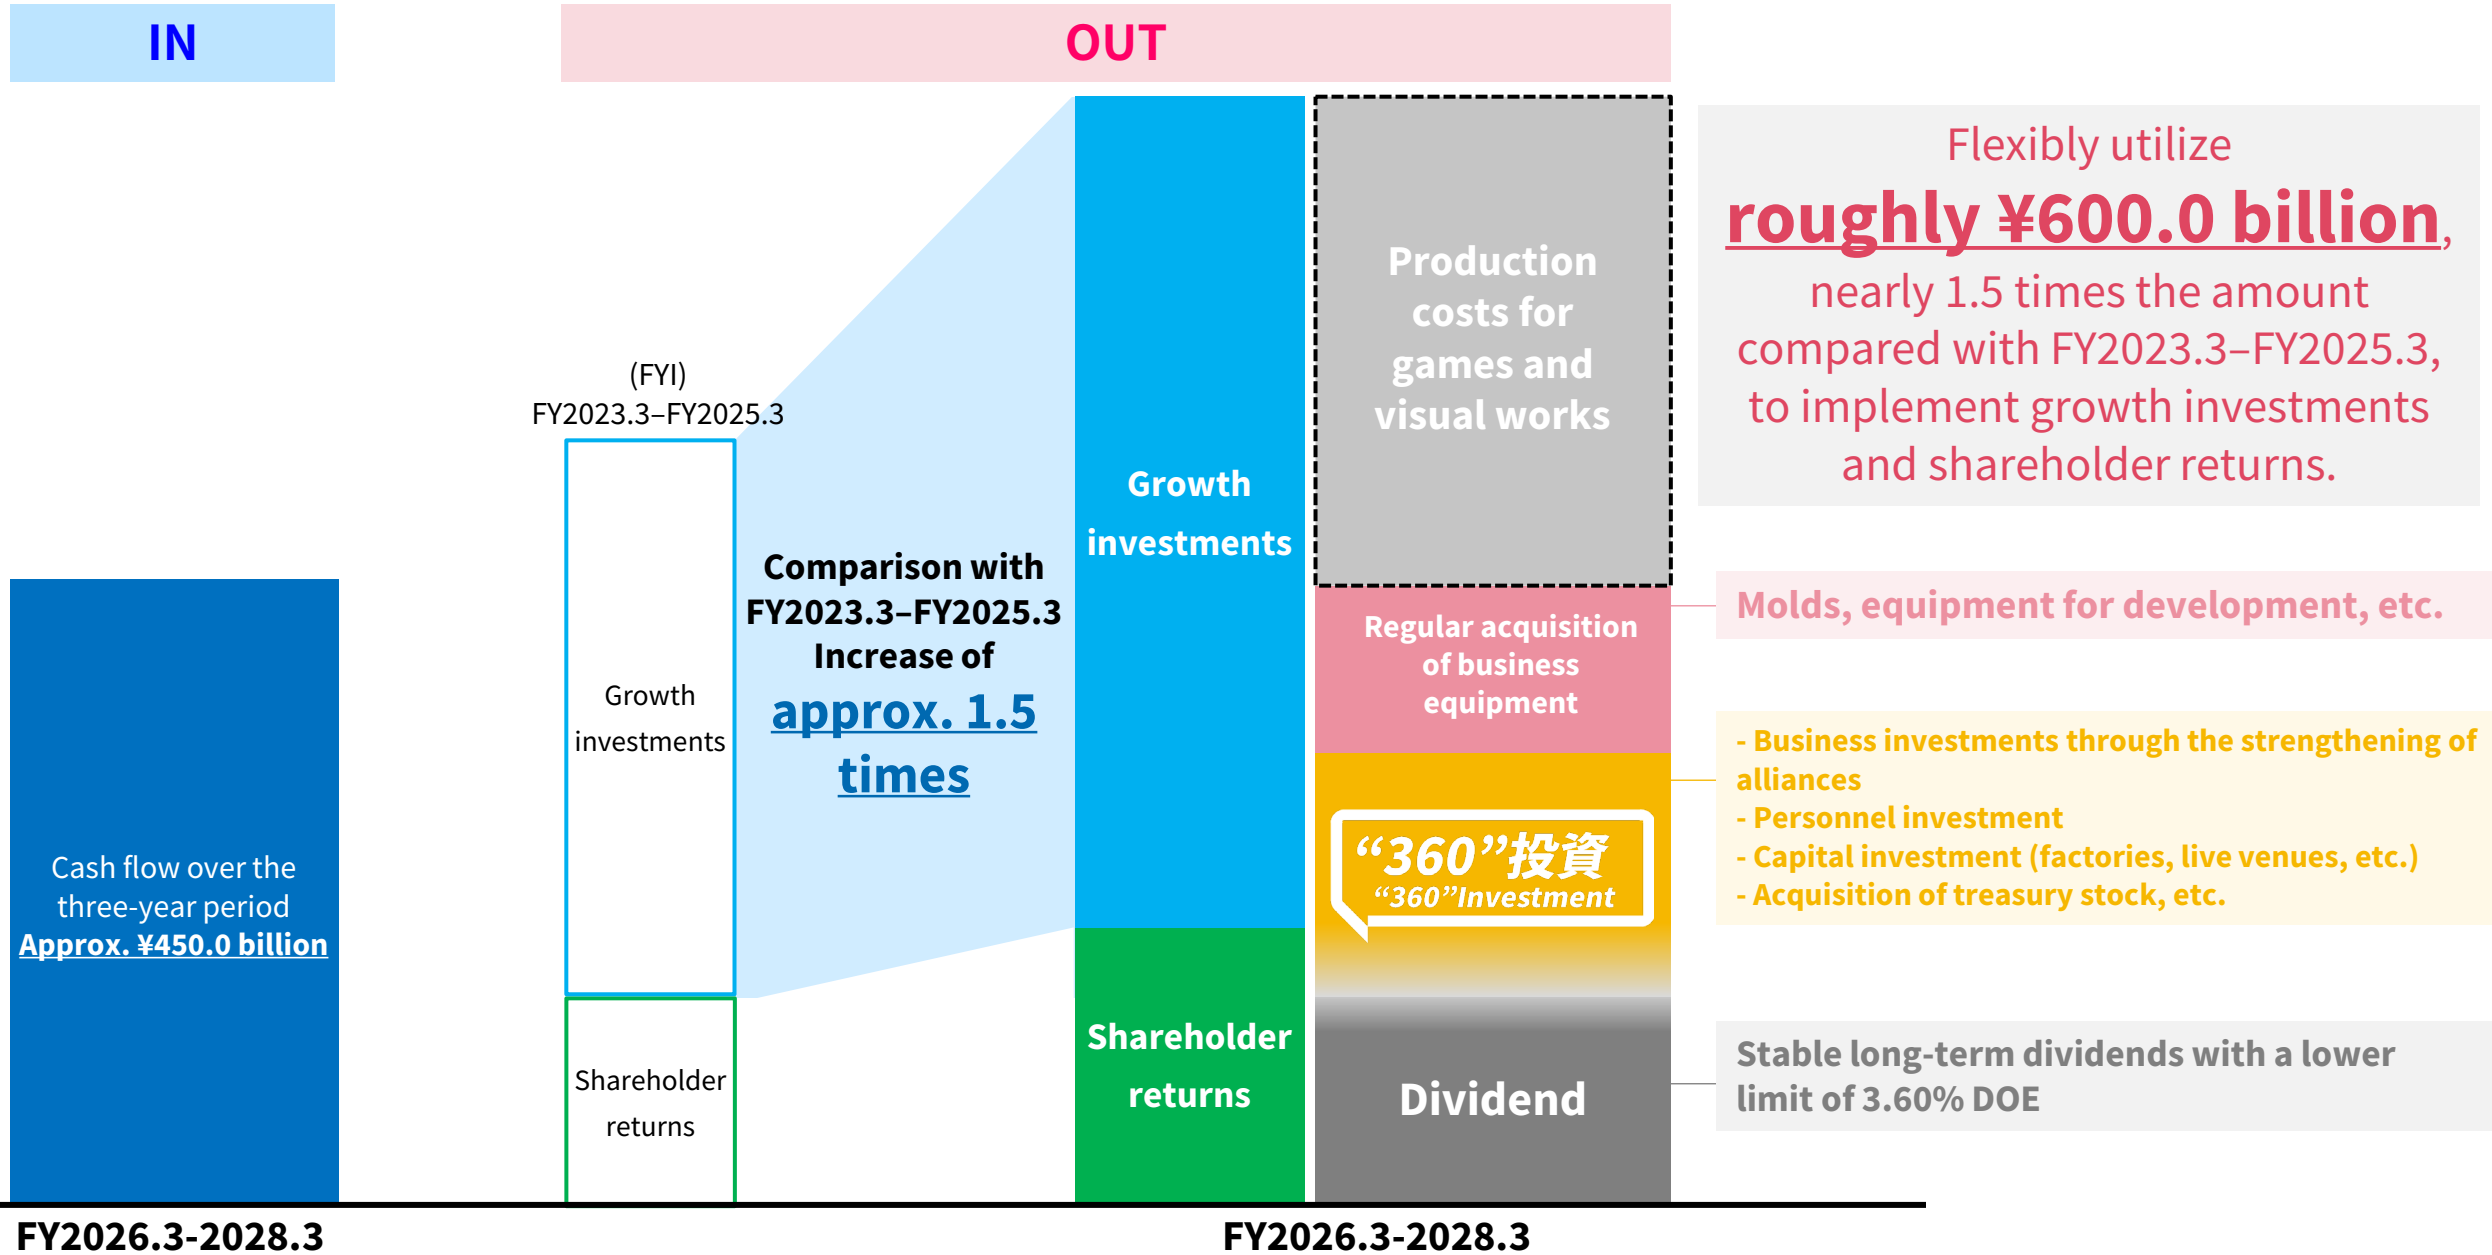 IN
OUT
Cash flow over the
three-year period
Approx. ¥450.0 billion
FY2026.3-2028.3
(FYI)
FY2023.3–FY2025.3
Growth
investments
Shareholder
returns
Comparison with
FY2023.3–FY2025.3
Increase of
approx. 1.5
times
Growth
investments
Shareholder
returns
Production
costs for
games and
visual works
Regular acquisition
of business
equipment
“360”投資
“360”Investment
Dividend
FY2026.3-2028.3
Flexibly utilize
roughly ¥600.0 billion,
nearly 1.5 times the amount
compared with FY2023.3–FY2025.3,
to implement growth investments
and shareholder returns.
Molds, equipment for development, etc.
- Business investments through the strengthening of
alliances
- Personnel investment
- Capital investment (factories, live venues, etc.)
- Acquisition of treasury stock, etc.
Stable long-term dividends with a lower
limit of 3.60% DOE